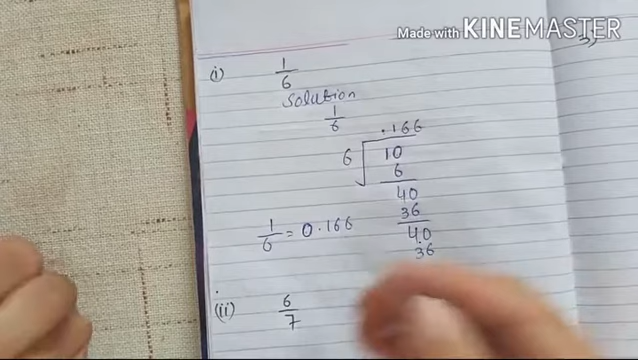 Made with KINEMASTER
(i) 1/6
Solution
1/6
.166
6 10
6
40
36
1/6 = 0.166
40
36
(ii) 6/7